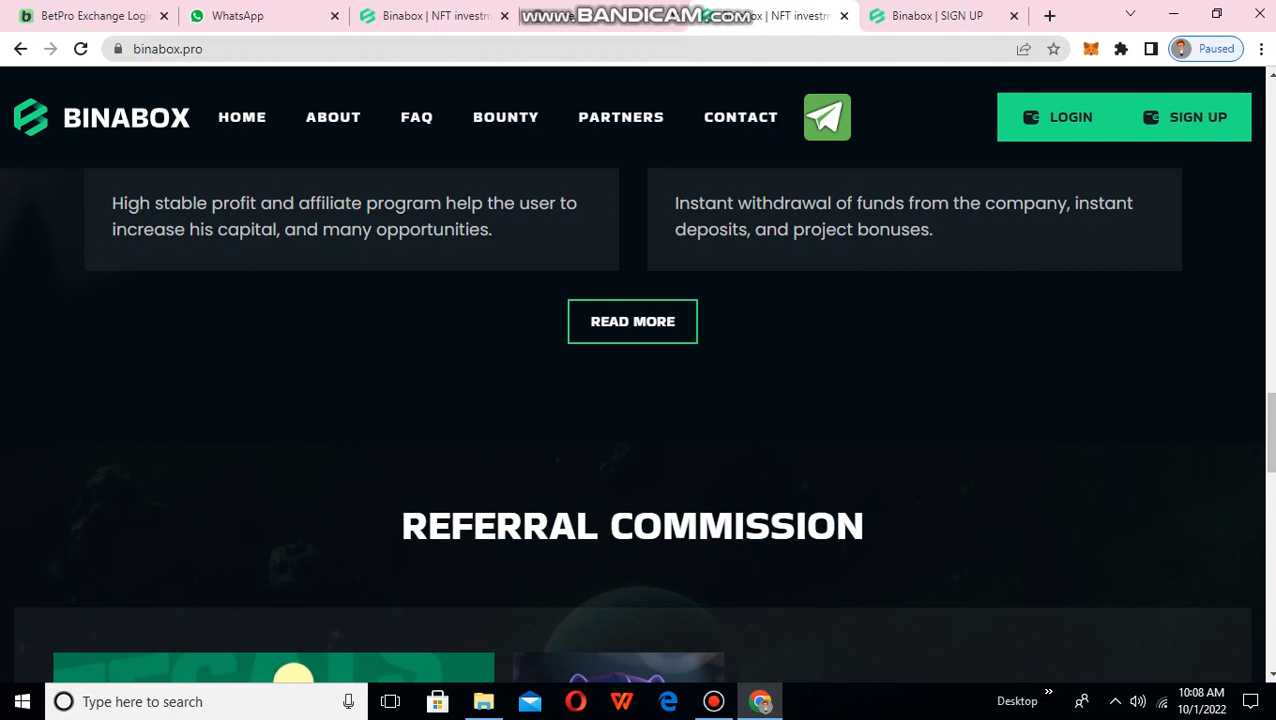 BetPro Exchange Logi
WhatsApp
Binabox | NFT investm
www.BANDICAM.com
Binabox | NFT investm
Binabox | SIGN UP
binabox.pro
Paused
BINABOX
HOME
ABOUT
FAQ
BOUNTY
PARTNERS
CONTACT
LOGIN
SIGN UP
High stable profit and affiliate program help the user to
increase his capital, and many opportunities.
Instant withdrawal of funds from the company, instant
deposits, and project bonuses.
READ MORE
REFERRAL COMMISSION
Type here to search
Desktop
10:08 AM
10/1/2022